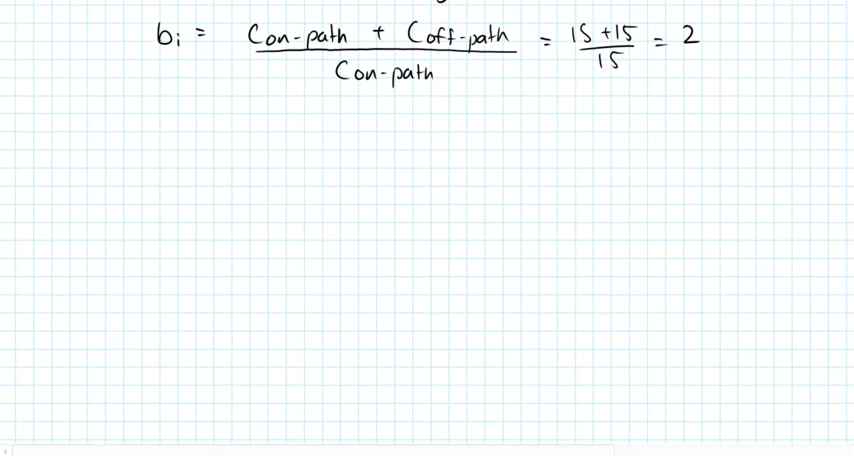 bi = Con-path + Coff-path / Con-path = 15 + 15 / 15 = 2